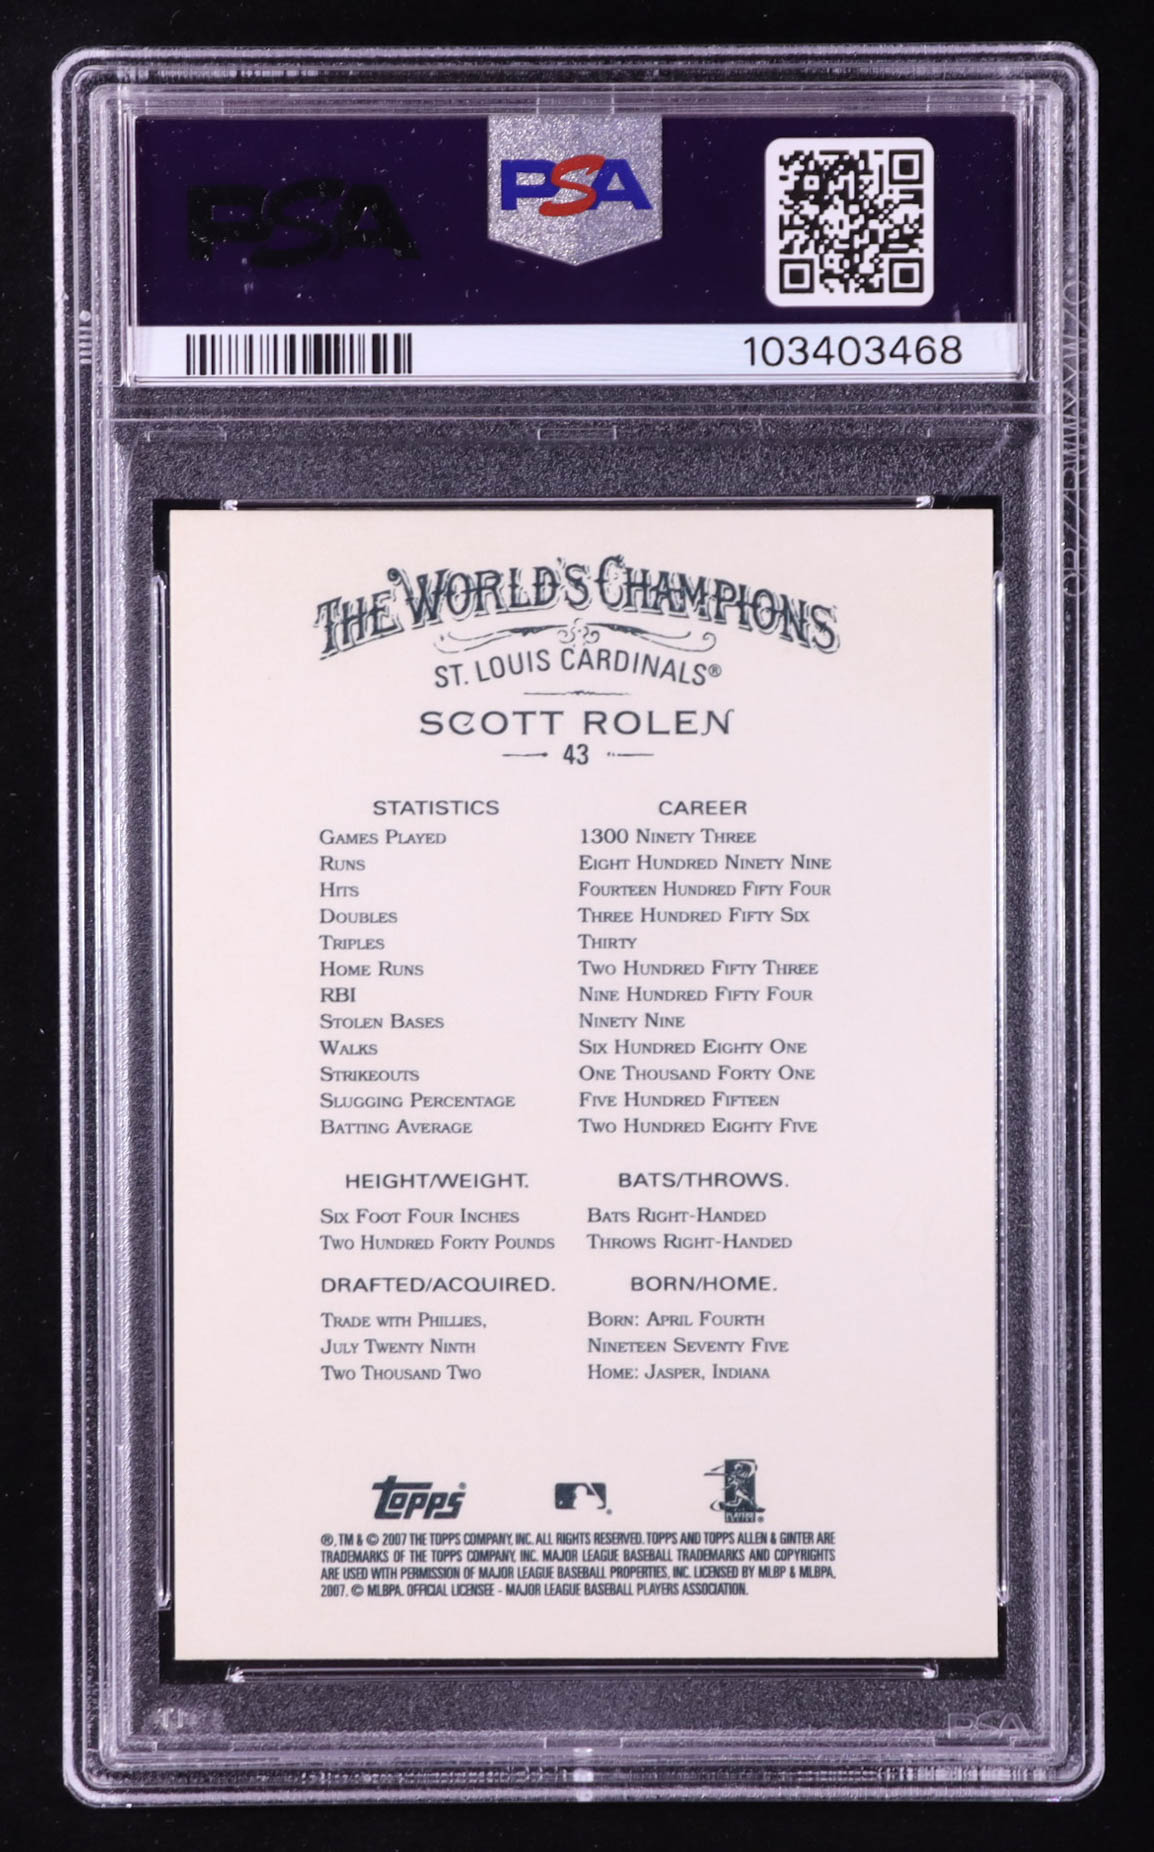 PSA
PSA
103403468
THE WORLD'S CHAMPIONS
ST. LOUIS CARDINALS®
SCOTT ROLEN
43
STATISTICS CAREER
GAMES PLAYED 1300 NINETY THREE
RUNS EIGHT HUNDRED NINETY NINE
HITS FOURTEEN HUNDRED FIFTY FOUR
DOUBLES THREE HUNDRED FIFTY SIX
TRIPLES THIRTY
HOME RUNS TWO HUNDRED FIFTY THREE
RBI NINE HUNDRED FIFTY FOUR
STOLEN BASES NINETY NINE
WALKS SIX HUNDRED EIGHTY ONE
STRIKEOUTS ONE THOUSAND FORTY ONE
SLUGGING PERCENTAGE FIVE HUNDRED FIFTEEN
BATTING AVERAGE TWO HUNDRED EIGHTY FIVE
HEIGHT/WEIGHT. BATS/THROWS.
SIX FOOT FOUR INCHES BATS RIGHT-HANDED
TWO HUNDRED FORTY POUNDS THROWS RIGHT-HANDED
DRAFTED/ACQUIRED. BORN/HOME.
TRADE WITH PHILLIES, BORN: APRIL FOURTH
JULY TWENTY NINTH NINETEEN SEVENTY FIVE
TWO THOUSAND TWO HOME: JASPER, INDIANA
Topps®
®, TM & © 2007 THE TOPPS COMPANY, INC. ALL RIGHTS RESERVED. TOPPS AND TOPPS ALLEN & GINTER ARE
TRADEMARKS OF THE TOPPS COMPANY, INC. MAJOR LEAGUE BASEBALL TRADEMARKS AND COPYRIGHTS
ARE USED WITH PERMISSION OF MAJOR LEAGUE BASEBALL PROPERTIES, INC. LICENSED BY MLBP & MLBPA,
2007. © MLBPA. OFFICIAL LICENSEE - MAJOR LEAGUE BASEBALL PLAYERS ASSOCIATION.
PSA